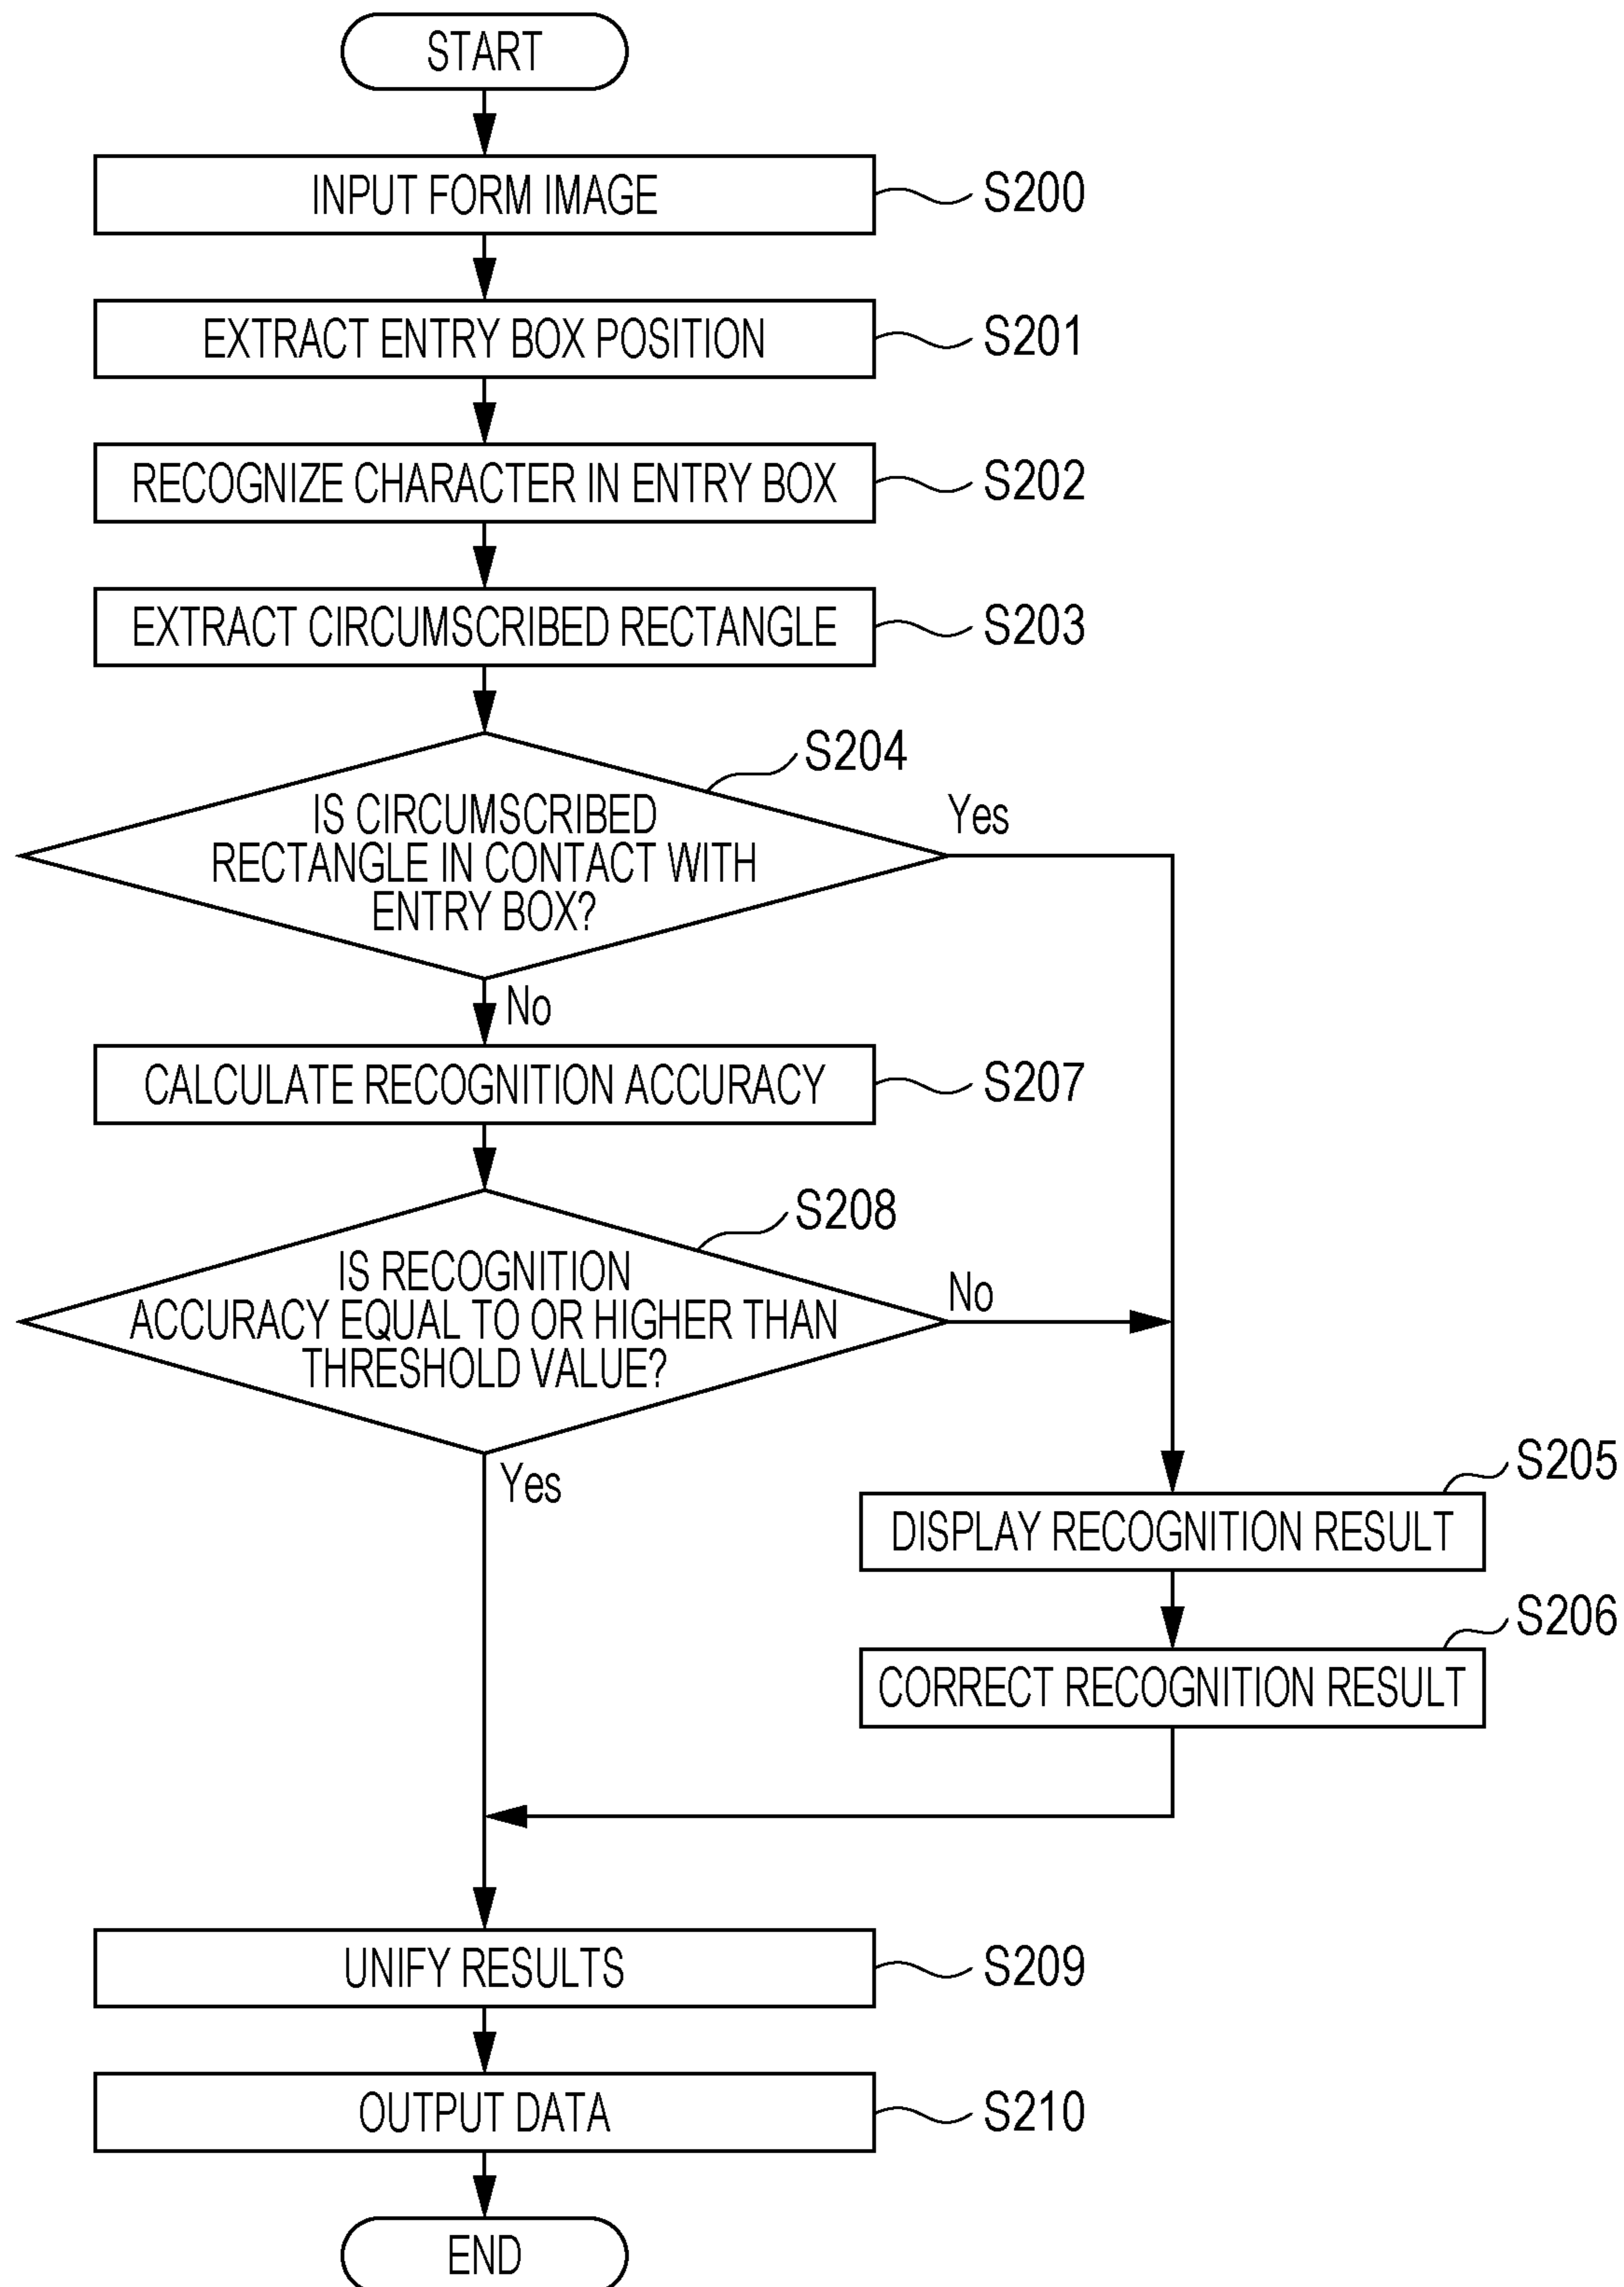 START
INPUT FORM IMAGE
S200
EXTRACT ENTRY BOX POSITION
S201
RECOGNIZE CHARACTER IN ENTRY BOX
S202
EXTRACT CIRCUMSCRIBED RECTANGLE
S203
S204
IS CIRCUMSCRIBED
RECTANGLE IN CONTACT WITH
ENTRY BOX?
Yes
No
CALCULATE RECOGNITION ACCURACY
S207
S208
IS RECOGNITION
ACCURACY EQUAL TO OR HIGHER THAN
THRESHOLD VALUE?
No
Yes
S205
DISPLAY RECOGNITION RESULT
S206
CORRECT RECOGNITION RESULT
UNIFY RESULTS
S209
OUTPUT DATA
S210
END